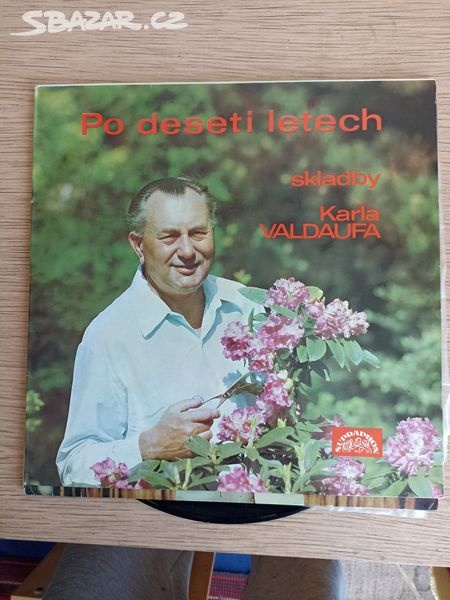 SBAZAR.CZ
Po deseti letech
skladby
Karla
VALDAUFA
SUPRAPHON